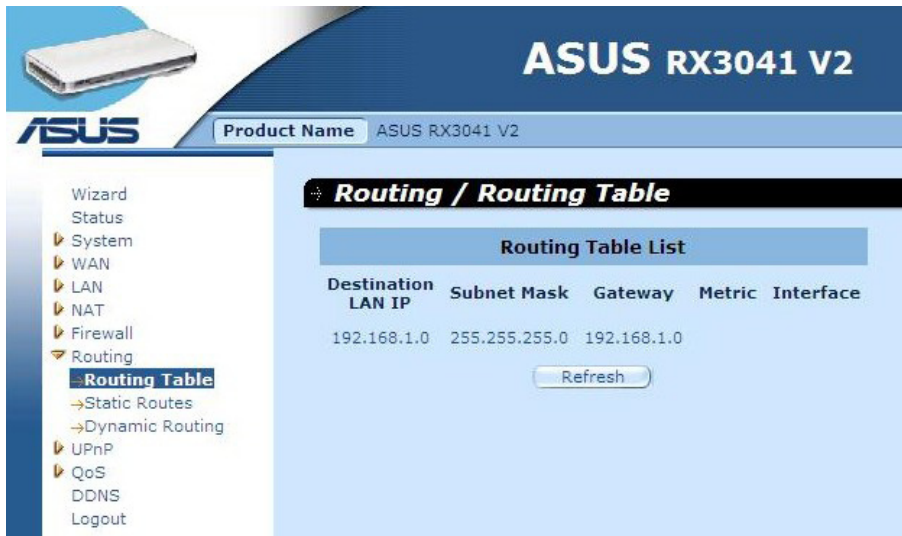 ASUS RX3041 V2
ASUS
Product Name ASUS RX3041 V2
Wizard
Status
System
WAN
LAN
NAT
Firewall
Routing
→Routing Table
→Static Routes
→Dynamic Routing
UPnP
QoS
DDNS
Logout
Routing / Routing Table
Routing Table List
Destination LAN IP Subnet Mask Gateway Metric Interface
192.168.1.0 255.255.255.0 192.168.1.0
Refresh